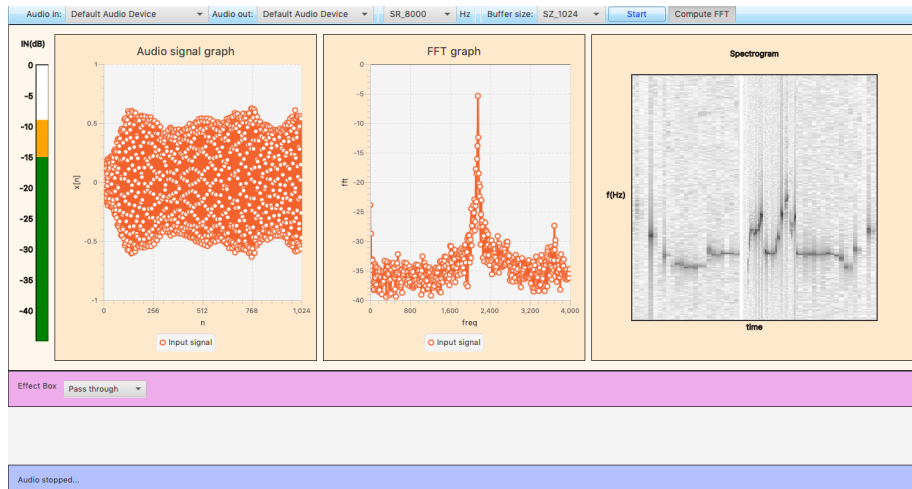 Audio in: Default Audio Device Audio out: Default Audio Device SR_8000 Hz Buffer size: SZ_1024 Start Compute FFT
IN(dB)
0
-5
-10
-15
-20
-25
-30
-35
-40
Audio signal graph
1
0.5
0
-0.5
-1
x[n]
0 256 512 768 1,024
n
Input signal
FFT graph
0
-5
-10
-15
-20
-25
-30
-35
-40
fft
0 800 1,600 2,400 3,200 4,000
freq
Input signal
Spectrogram
f(Hz)
time
Effect Box Pass through
Audio stopped...